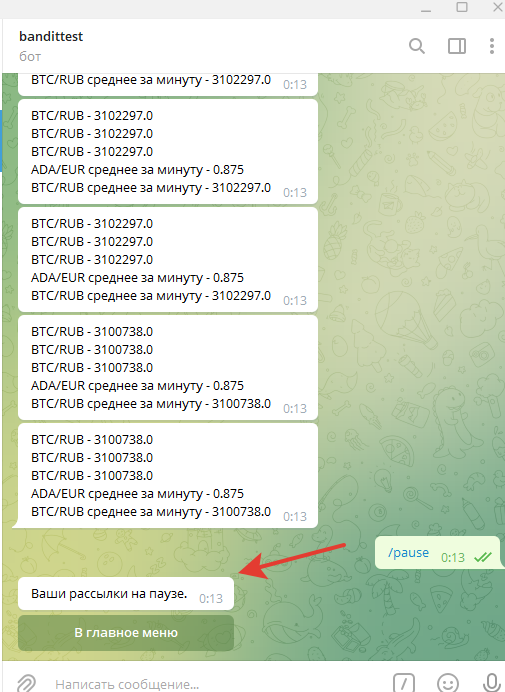 bandittest
бот
BTC/RUB среднее за минуту - 3102297.0
0:13
BTC/RUB - 3102297.0
BTC/RUB - 3102297.0
BTC/RUB - 3102297.0
ADA/EUR среднее за минуту - 0.875
BTC/RUB среднее за минуту - 3102297.0
0:13
BTC/RUB - 3102297.0
BTC/RUB - 3102297.0
BTC/RUB - 3102297.0
ADA/EUR среднее за минуту - 0.875
BTC/RUB среднее за минуту - 3102297.0
0:13
BTC/RUB - 3100738.0
BTC/RUB - 3100738.0
BTC/RUB - 3100738.0
ADA/EUR среднее за минуту - 0.875
BTC/RUB среднее за минуту - 3100738.0
0:13
BTC/RUB - 3100738.0
BTC/RUB - 3100738.0
BTC/RUB - 3100738.0
ADA/EUR среднее за минуту - 0.875
BTC/RUB среднее за минуту - 3100738.0
0:13
/pause 0:13
Ваши рассылки на паузе. 0:13
В главное меню
Написать сообщение...